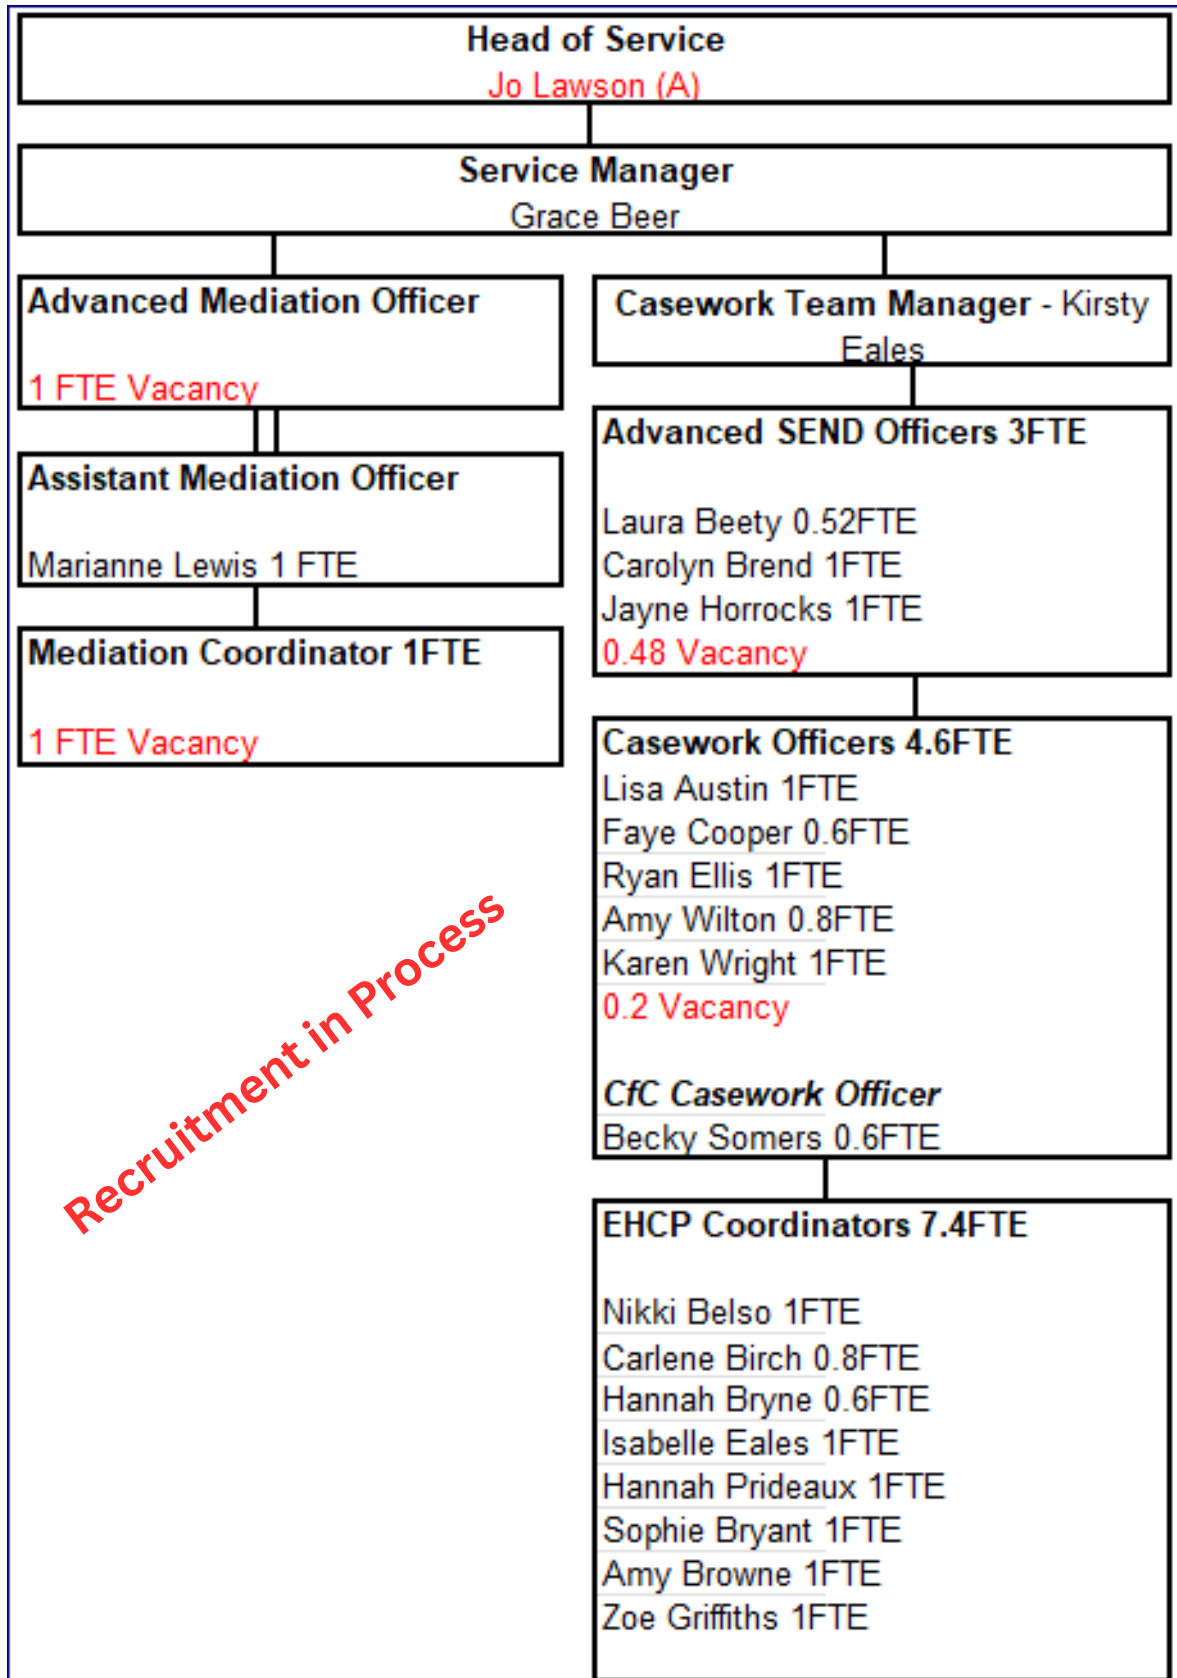 Head of Service
Jo Lawson (A)
Service Manager
Grace Beer
Advanced Mediation Officer
1 FTE Vacancy
Assistant Mediation Officer
Marianne Lewis 1 FTE
Mediation Coordinator 1FTE
1 FTE Vacancy
Recruitment in Process
Casework Team Manager - Kirsty
Eales
Advanced SEND Officers 3FTE
Laura Beety 0.52FTE
Carolyn Brend 1FTE
Jayne Horrocks 1FTE
0.48 Vacancy
Casework Officers 4.6FTE
Lisa Austin 1FTE
Faye Cooper 0.6FTE
Ryan Ellis 1FTE
Amy Wilton 0.8FTE
Karen Wright 1FTE
0.2 Vacancy
CfC Casework Officer
Becky Somers 0.6FTE
EHCP Coordinators 7.4FTE
Nikki Belso 1FTE
Carlene Birch 0.8FTE
Hannah Bryne 0.6FTE
Isabelle Eales 1FTE
Hannah Prideaux 1FTE
Sophie Bryant 1FTE
Amy Browne 1FTE
Zoe Griffiths 1FTE